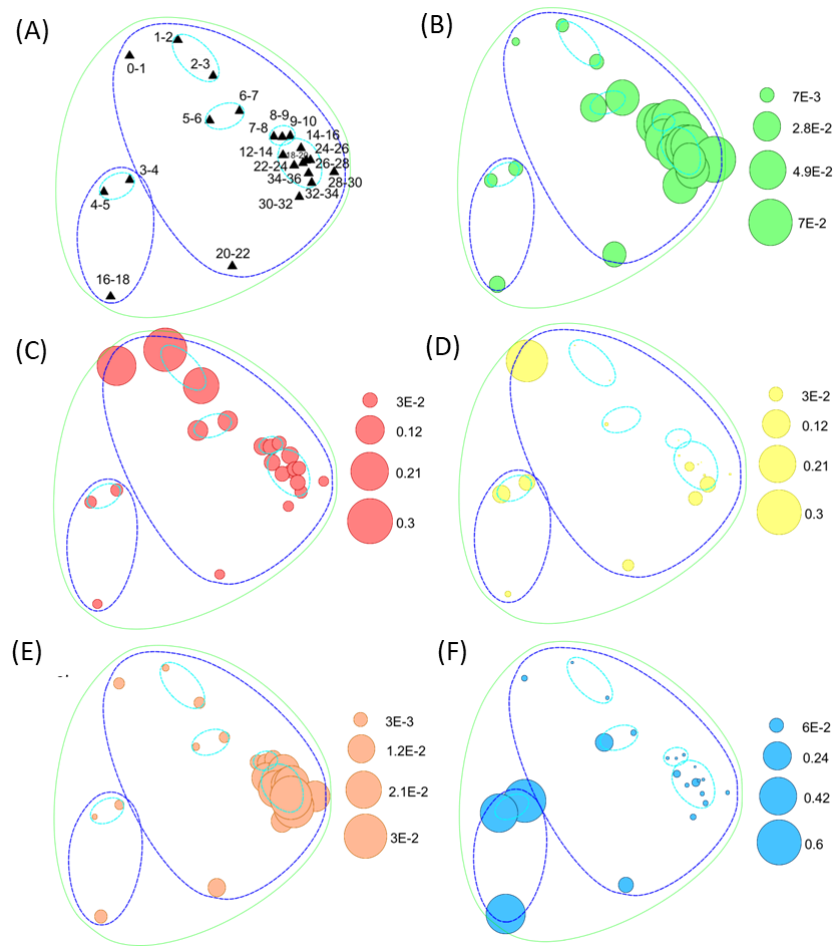 (A)
1-2
0-1
2-3
6-7
5-6
8-9
9-10
7-8
14-16
12-14
24-26
22-24
26-28
34-36
28-30
32-34
30-32
3-4
4-5
20-22
16-18
(B)
7E-3
2.8E-2
4.9E-2
7E-2
(C)
3E-2
0.12
0.21
0.3
(D)
3E-2
0.12
0.21
0.3
(E)
3E-3
1.2E-2
2.1E-2
3E-2
(F)
6E-2
0.24
0.42
0.6